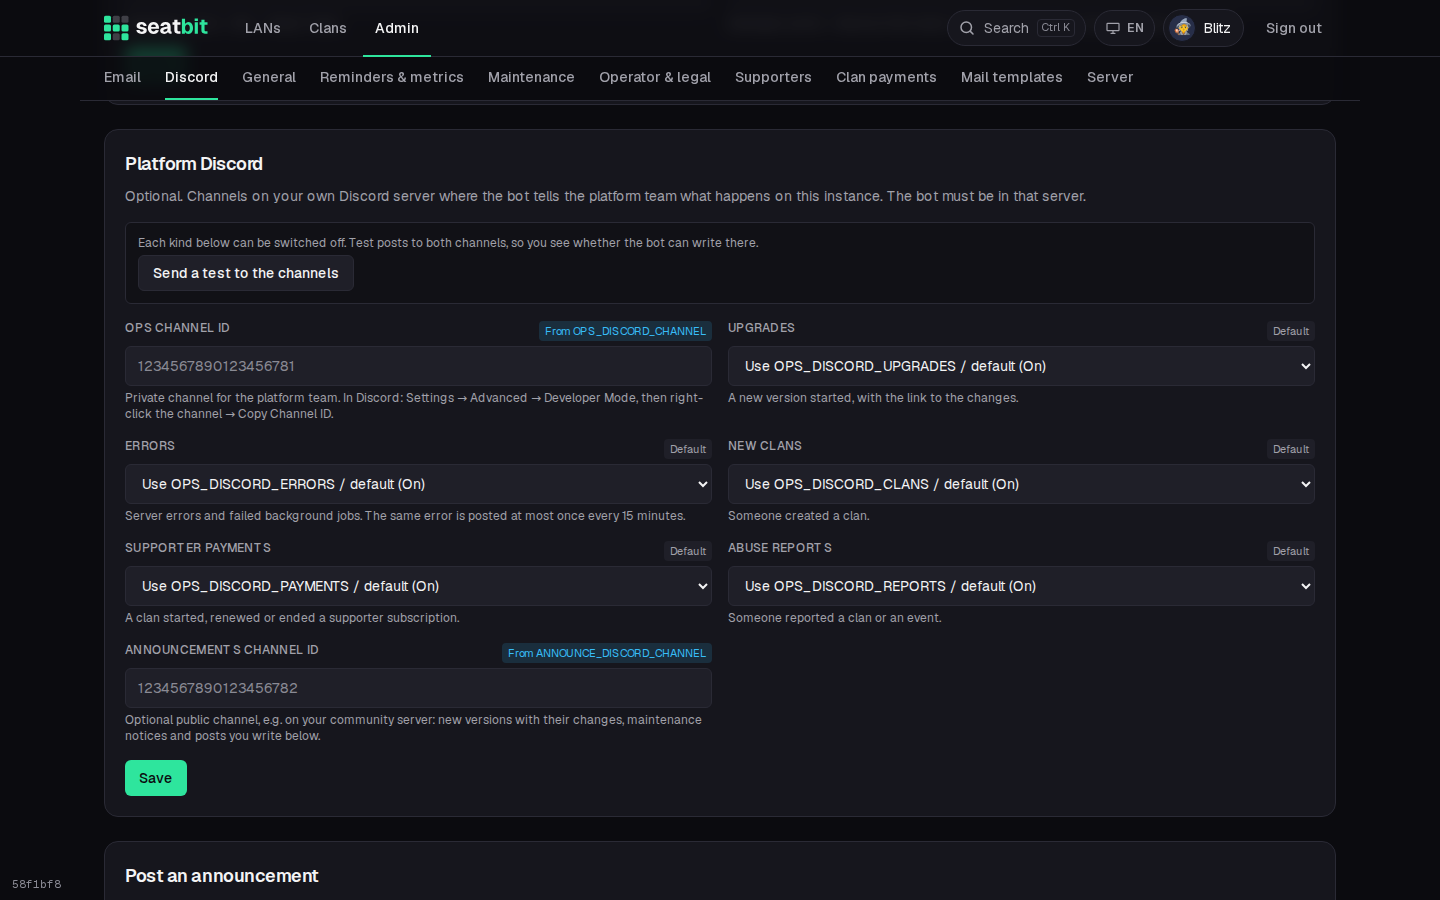 seatbit LANs Clans Admin Search Ctrl K EN Blitz Sign out
Email Discord General Reminders & metrics Maintenance Operator & legal Supporters Clan payments Mail templates Server
Platform Discord
Optional. Channels on your own Discord server where the bot tells the platform team what happens on this instance. The bot must be in that server.
Each kind below can be switched off. Test posts to both channels, so you see whether the bot can write there.
Send a test to the channels
OPS CHANNEL ID From OPS_DISCORD_CHANNEL
1234567890123456781
Private channel for the platform team. In Discord: Settings → Advanced → Developer Mode, then right-
click the channel → Copy Channel ID.
UPGRADES Default
Use OPS_DISCORD_UPGRADES / default (On)
A new version started, with the link to the changes.
ERRORS Default
Use OPS_DISCORD_ERRORS / default (On)
Server errors and failed background jobs. The same error is posted at most once every 15 minutes.
NEW CLANS Default
Use OPS_DISCORD_CLANS / default (On)
Someone created a clan.
SUPPORTER PAYMENTS Default
Use OPS_DISCORD_PAYMENTS / default (On)
A clan started, renewed or ended a supporter subscription.
ABUSE REPORTS Default
Use OPS_DISCORD_REPORTS / default (On)
Someone reported a clan or an event.
ANNOUNCEMENTS CHANNEL ID From ANNOUNCE_DISCORD_CHANNEL
1234567890123456782
Optional public channel, e.g. on your community server: new versions with their changes, maintenance
notices and posts you write below.
Save
Post an announcement
58f1bf8